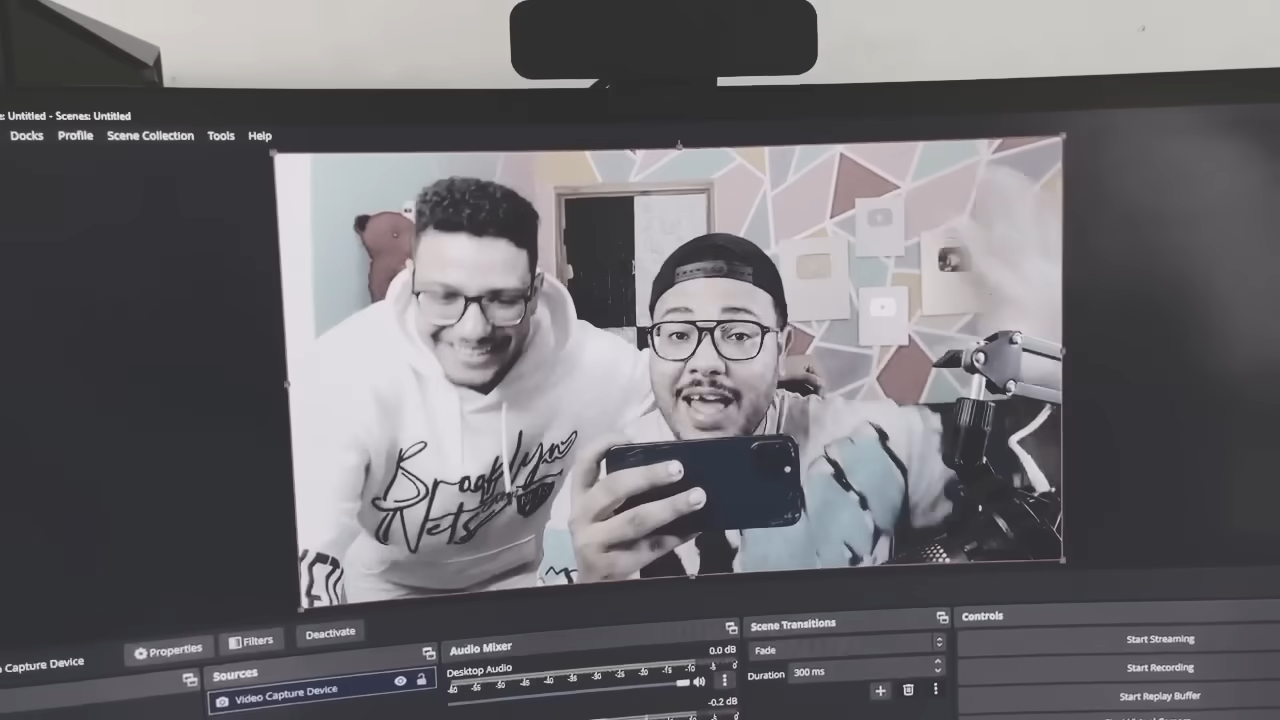 Untitled - Scenes: Untitled
Docks Profile Scene Collection Tools Help
Brooklyn
Nets
Capture Device
Properties
Filters
Deactivate
Sources
Video Capture Device
Audio Mixer
0.0 dB
Desktop Audio
-0.2 dB
Scene Transitions
Fade
Duration 300 ms
Controls
Start Streaming
Start Recording
Start Replay Buffer